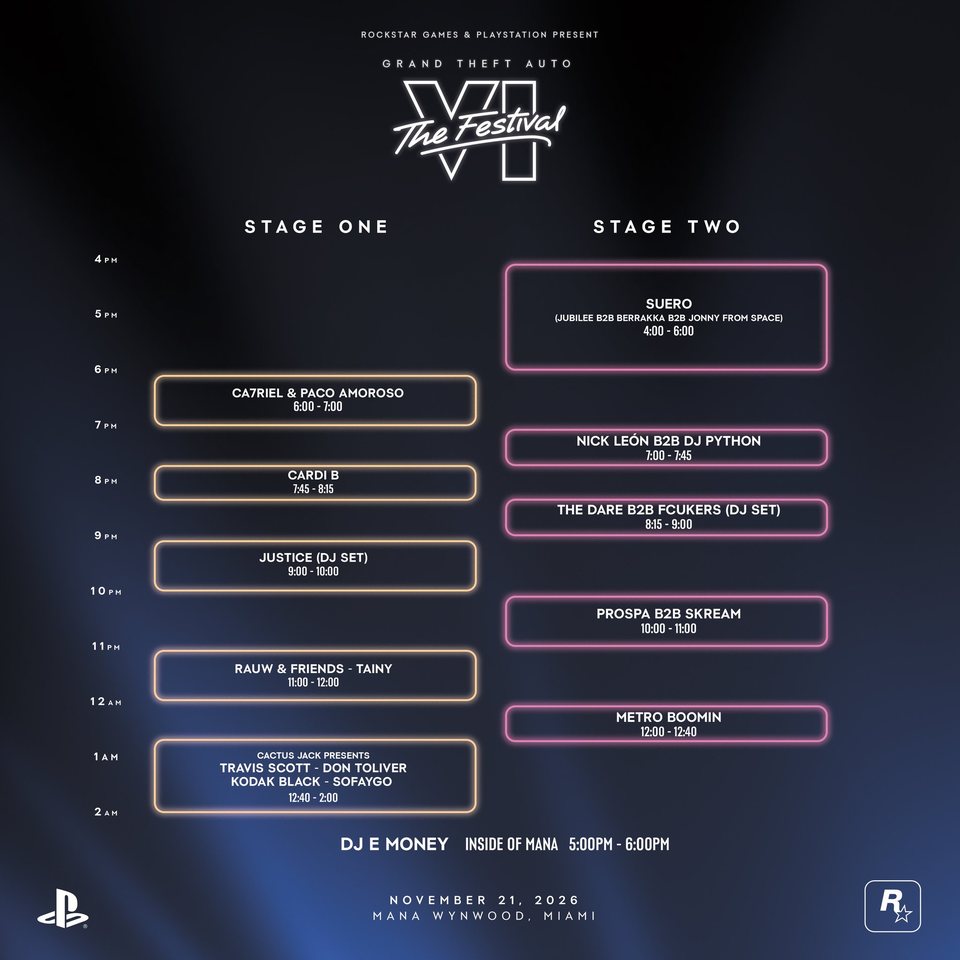 ROCKSTAR GAMES & PLAYSTATION PRESENT
GRAND THEFT AUTO
VI
The Festival
STAGE ONE
STAGE TWO
4 PM
SUERO
(JUBILEE B2B BERRAKKA B2B JONNY FROM SPACE)
4:00 - 6:00
5 PM
6 PM
CA7RIEL & PACO AMOROSO
6:00 - 7:00
7 PM
NICK LEÓN B2B DJ PYTHON
7:00 - 7:45
CARDI B
7:45 - 8:15
8 PM
THE DARE B2B FCUKERS (DJ SET)
8:15 - 9:00
9 PM
JUSTICE (DJ SET)
9:00 - 10:00
10 PM
PROSPA B2B SKREAM
10:00 - 11:00
11 PM
RAUW & FRIENDS - TAINY
11:00 - 12:00
12 AM
METRO BOOMIN
12:00 - 12:40
1 AM
CACTUS JACK PRESENTS
TRAVIS SCOTT - DON TOLIVER
KODAK BLACK - SOFAYGO
12:40 - 2:00
2 AM
DJ E MONEY INSIDE OF MANA 5:00PM - 6:00PM
NOVEMBER 21, 2026
MANA WYNWOOD, MIAMI
R